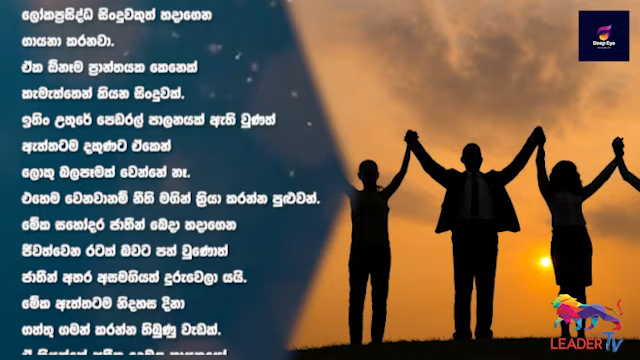 ලෝකප්‍රසිද්ධ සිංදුවකුත් හදාගෙන
ගායනා කරනවා.
ඒක ඕනෑම ප්‍රාන්තයක කෙනෙක්
කැමැත්තෙන් කියන සිංදුවක්.
ඉතිං උතුරේ පෙඩරල් පාලනයක් ඇති වුණත්
ඇත්තටම දකුණට ඒකෙන්
ලොකු බලපෑමක් වෙන්නේ නෑ.
එහෙම වෙනවානම් නීති මගින් ක්‍රියා කරන්න පුළුවන්.
මේක සහෝදර ජාතීන් බෙදා හදාගෙන
ජීවත්වෙන රටක් බවට පත් වුණොත්
ජාතීන් අතර අසමගියත් දුරුවෙලා යයි.
මේක ඇත්තටම නිදහස දිනා
ගත්තු ගමන් කරන්න තිබුණු වැඩත්.
Deep Eye
LEADER Tv